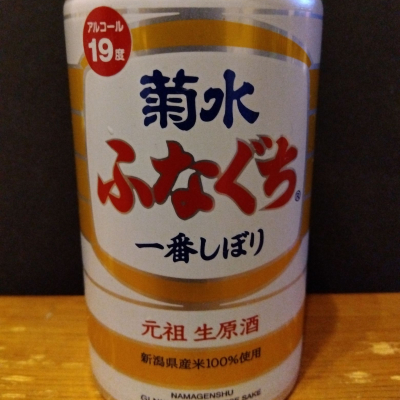 アルコール
19度
菊水
ふなぐち®
一番しぼり
元祖 生原酒
新潟県産米100%使用
NAMAGENSHU
SAKE